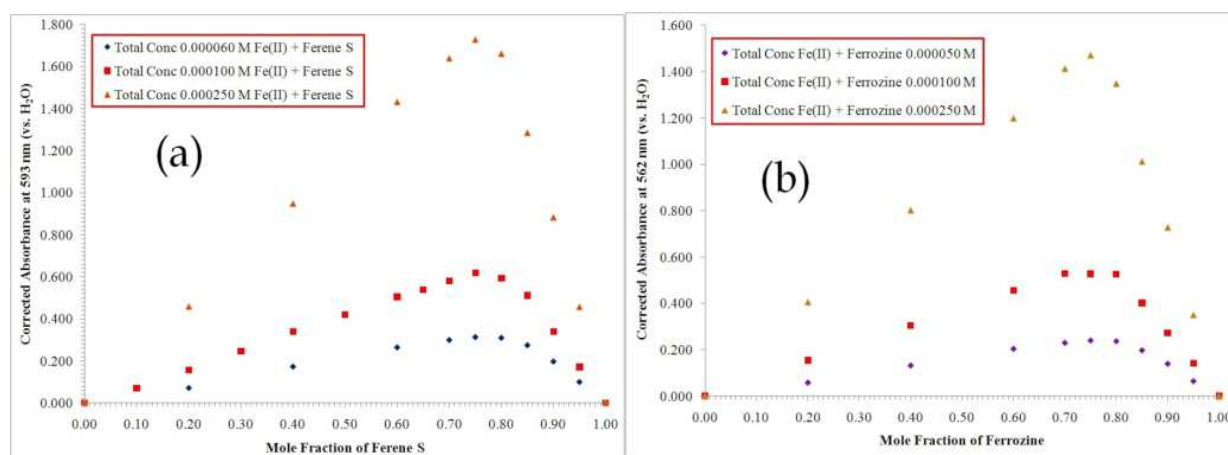 1.800
1.600
1.400
1.200
1.000
0.800
0.600
0.400
0.200
0.000
Corrected Absorbance at 593 nm (vs. H₂O)
Total Conc 0.000060 M Fe(II) + Ferene S
Total Conc 0.000100 M Fe(II) + Ferene S
Total Conc 0.000250 M Fe(II) + Ferene S
(a)
0.00 0.10 0.20 0.30 0.40 0.50 0.60 0.70 0.80 0.90 1.00
Mole Fraction of Ferene S
1.600
1.400
1.200
1.000
0.800
0.600
0.400
0.200
0.000
Corrected Absorbance at 562 nm (vs. H₂O)
Total Conc Fe(II) + Ferrozine 0.000050 M
Total Conc Fe(II) + Ferrozine 0.000100 M
Total Conc Fe(II) + Ferrozine 0.000250 M
(b)
0.00 0.10 0.20 0.30 0.40 0.50 0.60 0.70 0.80 0.90 1.00
Mole Fraction of Ferrozine